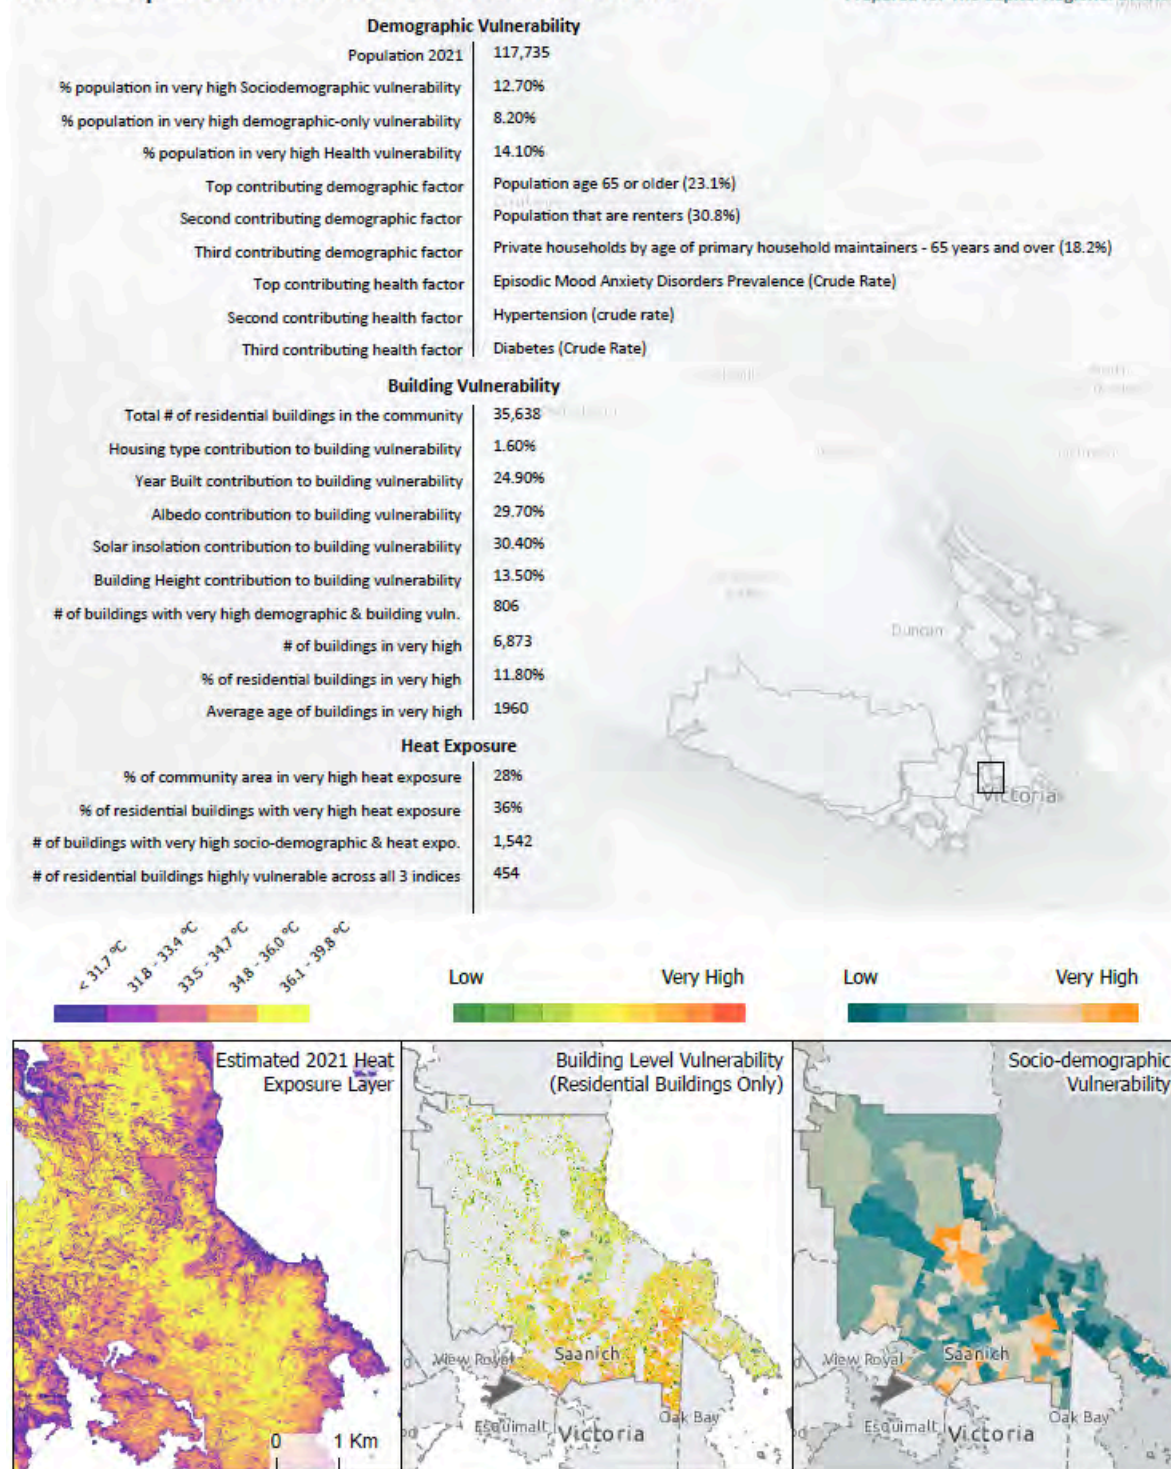 Demographic Vulnerability
Population 2021 117,735
% population in very high Sociodemographic vulnerability 12.70%
% population in very high demographic-only vulnerability 8.20%
% population in very high Health vulnerability 14.10%
Top contributing demographic factor Population age 65 or older (23.1%)
Second contributing demographic factor Population that are renters (30.8%)
Third contributing demographic factor Private households by age of primary household maintainers - 65 years and over (18.2%)
Top contributing health factor Episodic Mood Anxiety Disorders Prevalence (Crude Rate)
Second contributing health factor Hypertension (crude rate)
Third contributing health factor Diabetes (Crude Rate)
Building Vulnerability
Total # of residential buildings in the community 35,638
Housing type contribution to building vulnerability 1.60%
Year Built contribution to building vulnerability 24.90%
Albedo contribution to building vulnerability 29.70%
Solar insolation contribution to building vulnerability 30.40%
Building Height contribution to building vulnerability 13.50%
# of buildings with very high demographic & building vuln. 806
Duncan
# of buildings in very high 6,873
% of residential buildings in very high 11.80%
Average age of buildings in very high 1960
Heat Exposure
% of community area in very high heat exposure 28%
Victoria
% of residential buildings with very high heat exposure 36%
# of buildings with very high socio-demographic & heat expo. 1,542
# of residential buildings highly vulnerable across all 3 indices 454
< 31.7 °C
31.8 - 33.4 °C
33.5 - 34.7 °C
34.8 - 36.0 °C
36.1 - 39.8 °C
Low Very High
Low Very High
Estimated 2021 Heat
Exposure Layer
0 1 Km
Building Level Vulnerability
(Residential Buildings Only)
View Royal Saanich
Oak Bay
Esquimalt Victoria
Socio-demographic
Vulnerability
View Royal Saanich
Oak Bay
Esquimalt Victoria